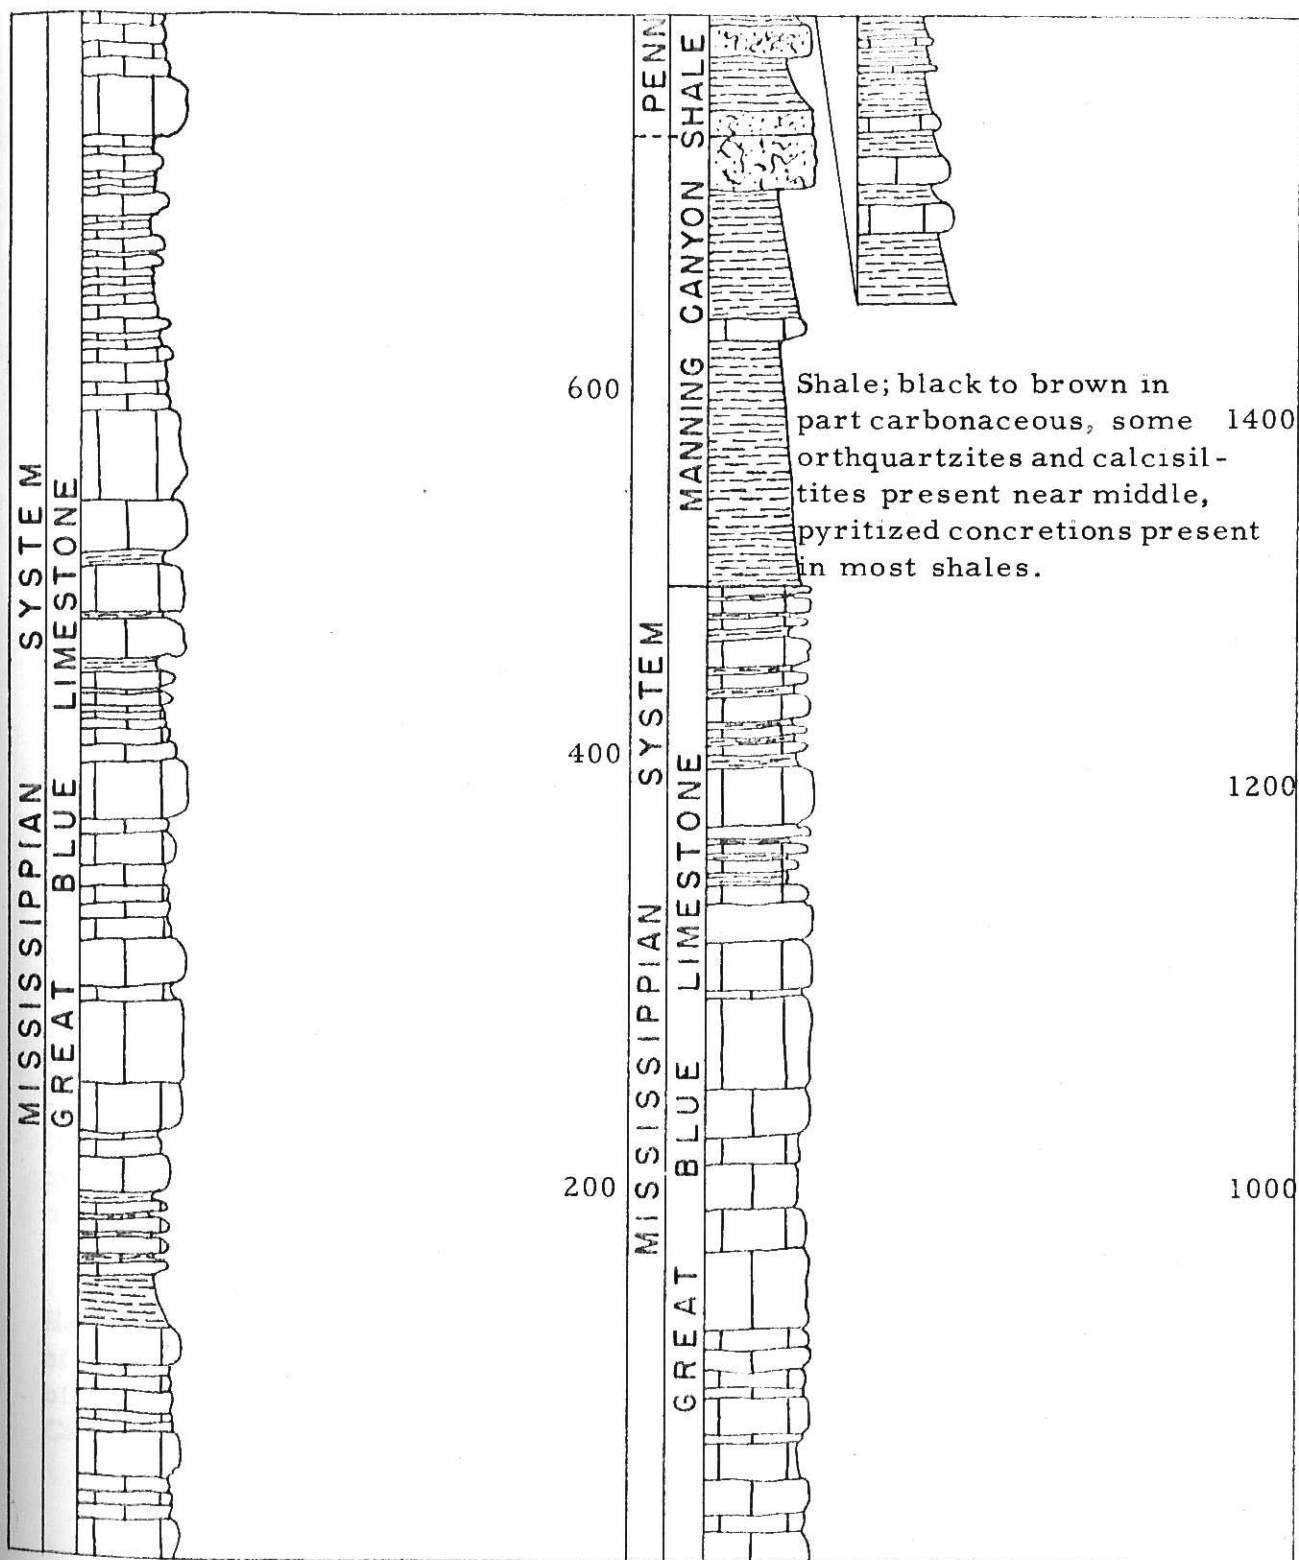 MISSISSIPPIAN SYSTEM
GREAT BLUE LIMESTONE
600
400
200
PENN
MISSISSIPPIAN SYSTEM
MANNING CANYON SHALE
GREAT BLUE LIMESTONE
Shale; black to brown in
part carbonaceous, some
orthquartzites and calcisil-
tites present near middle,
pyritized concretions present
in most shales.
1400
1200
1000